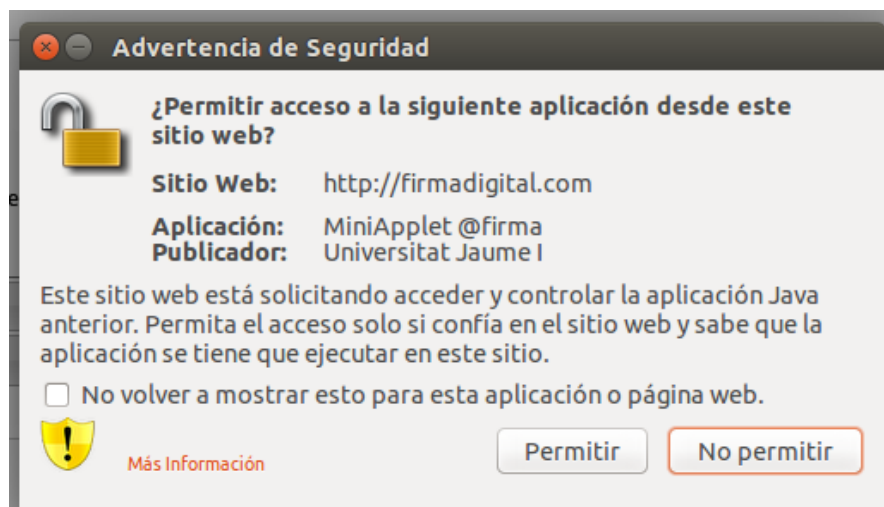 Advertencia de Seguridad
¿Permitir acceso a la siguiente aplicación desde este
sitio web?
Sitio Web: http://firmadigital.com
Aplicación: MiniApplet @firma
Publicador: Universitat Jaume I
Este sitio web está solicitando acceder y controlar la aplicación Java
anterior. Permita el acceso solo si confía en el sitio web y sabe que la
aplicación se tiene que ejecutar en este sitio.
No volver a mostrar esto para esta aplicación o página web.
Más Información Permitir No permitir